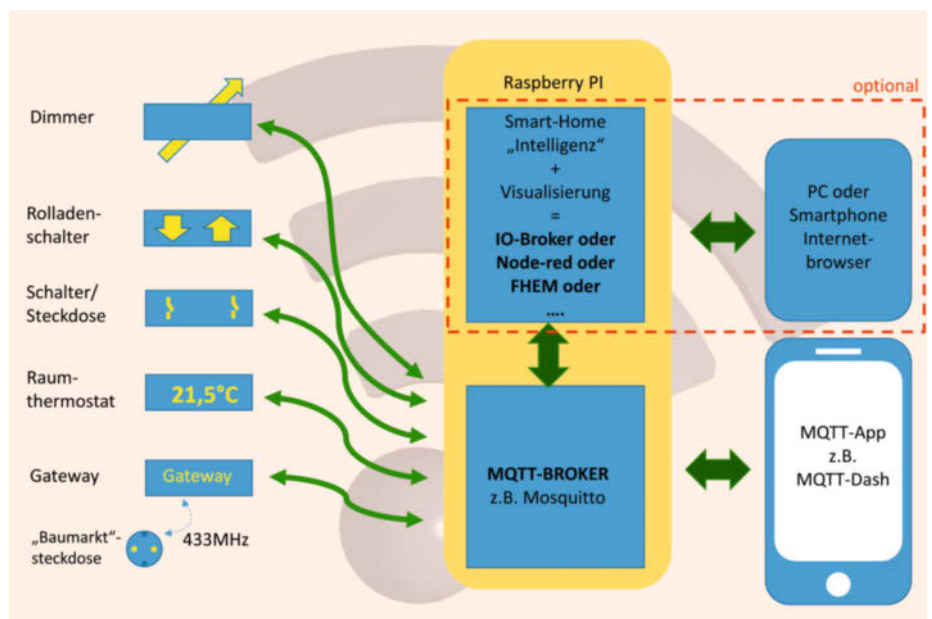 Raspberry PI
optional
Dimmer
Smart-Home
„Intelligenz“
+
Visualisierung
=
IO-Broker oder
Node-red oder
FHEM oder
....
PC oder
Smartphone
Internet-
browser
Rolladen-
schalter
Schalter/
Steckdose
Raum-
thermostat
21,5°C
Gateway
Gateway
„Baumarkt“-
steckdose
433MHz
MQTT-BROKER
z.B. Mosquitto
MQTT-App
z.B.
MQTT-Dash